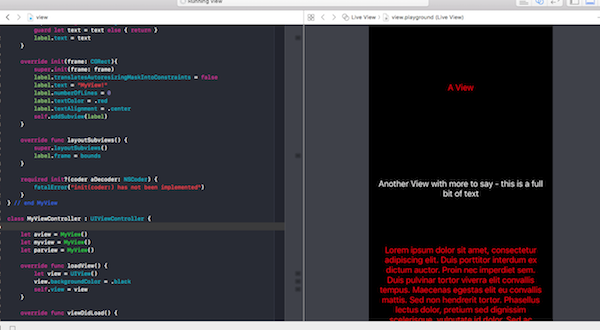 Running view
view
guard let text = text else { return }
label.text = text
}
override init(frame: CGRect){
super.init(frame: frame)
label.translatesAutoresizingMaskIntoConstraints = false
label.text = "MyView!"
label.numberOfLines = 0
label.textColor = .red
label.textAlignment = .center
self.addSubview(label)
}
override func layoutSubviews() {
super.layoutSubviews()
label.frame = bounds
}
required init?(coder aDecoder: NSCoder) {
fatalError("init(coder:) has not been implemented")
}
} // end MyView
class MyViewController : UIViewController {
let aview = MyView()
let myview = MyView()
let parview = MyView()
override func loadView() {
let view = UIView()
view.backgroundColor = .black
self.view = view
}
override func viewDidLoad() {
Live View
view.playground (Live View)
A View
Another View with more to say - this is a full
bit of text
Lorem ipsum dolor sit amet, consectetur
adipiscing elit. Duis porttitor interdum ex
dictum auctor. Proin nec imperdiet sem.
Duis pulvinar tortor viverra elit convallis
tempus. Maecenas egestas elit eu convallis
mattis. Sed non hendrerit tortor. Phasellus
lectus dolor, pretium sed dignissim
scelerisque, vulputate id dolor. Sed ac